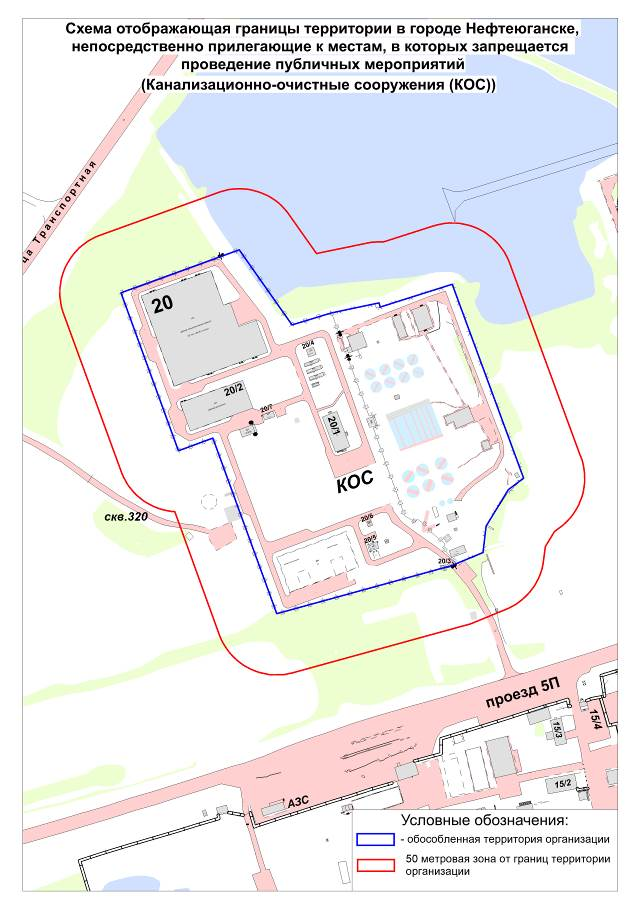 Схема отображающая границы территории в городе Нефтеюганске,
непосредственно прилегающие к местам, в которых запрещается
проведение публичных мероприятий
(Канализационно-очистные сооружения (КОС))
ца Транспортная
20
20/4
20/2
20/7
20/1
КОС
скв.320
20/6
20/5
20/3
проезд 5П
15/3
15/4
15/2
АЗС
Условные обозначения:
- обособленная территория организации
50 метровая зона от границ территории
организации